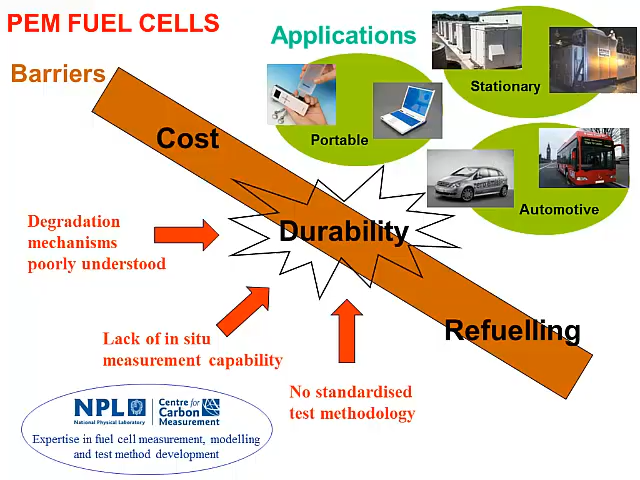 PEM FUEL CELLS
Applications
Barriers
Stationary
Portable
Cost
Automotive
Durability
Degradation
mechanisms
poorly understood
Lack of in situ
measurement capability
Refuelling
No standardised
test methodology
NPL
National Physical Laboratory
Centre for
Carbon
Measurement
Expertise in fuel cell measurement, modelling
and test method development